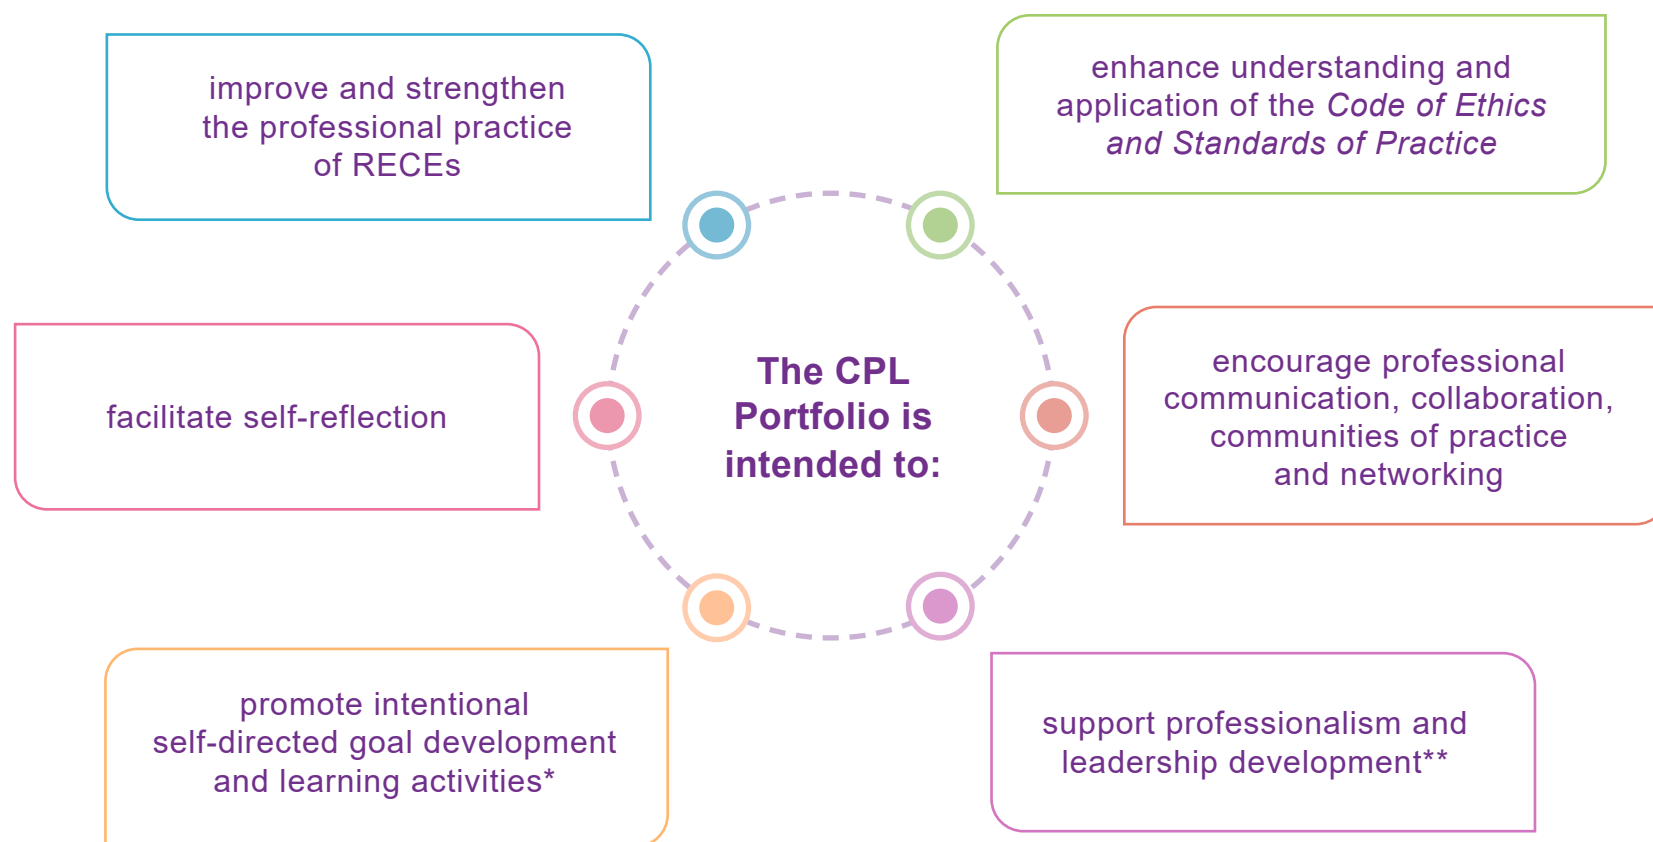 improve and strengthen
the professional practice
of RECEs
enhance understanding and
application of the Code of Ethics
and Standards of Practice
facilitate self-reflection
The CPL
Portfolio is
intended to:
encourage professional
communication, collaboration,
communities of practice
and networking
promote intentional
self-directed goal development
and learning activities*
support professionalism and
leadership development**